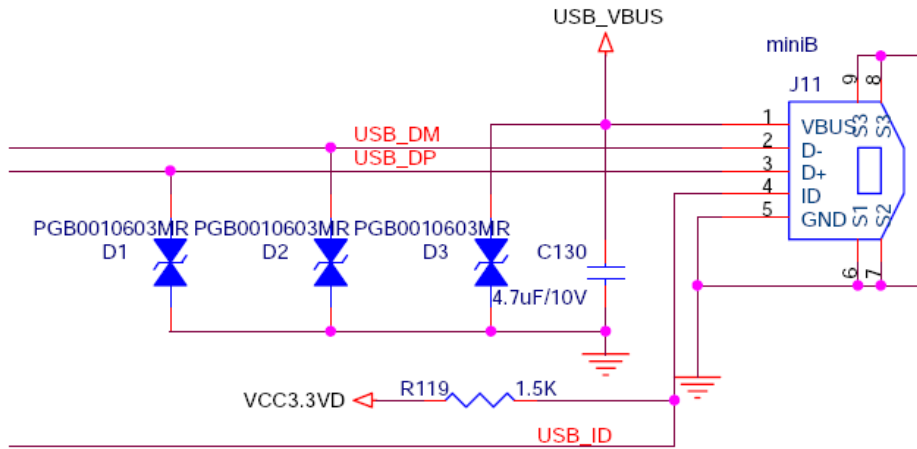 USB_VBUS
miniB
J11
9
8
S3
S3
1
VBUS
USB_DM
2
D-
USB_DP
3
D+
4
ID
5
GND
S1
S2
6
7
PGB0010603MR
PGB0010603MR
PGB0010603MR
D1
D2
D3
C130
4.7uF/10V
VCC3.3VD
R119
1.5K
USB_ID